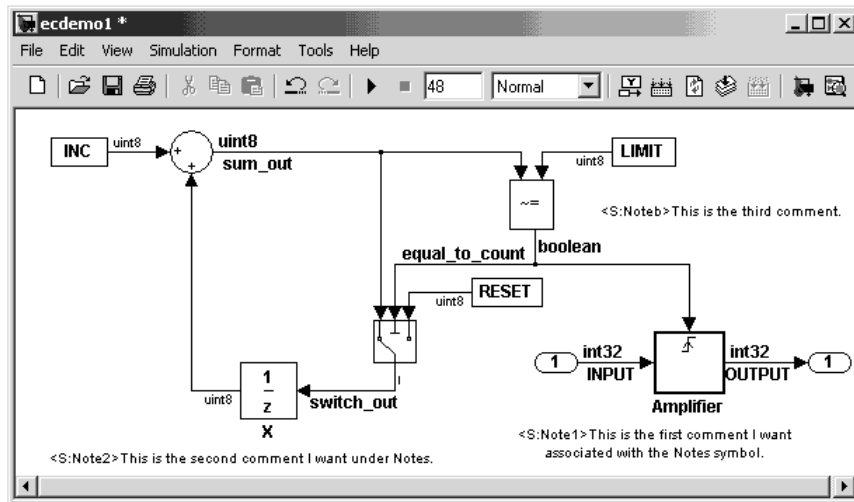 ecdemo1 *
File Edit View Simulation Format Tools Help
48 Normal
INC uint8 + + uint8 sum_out
uint8 LIMIT
~=
<S:Noteb>This is the third comment.
equal_to_count boolean
uint8 RESET
1 int32 INPUT int32 OUTPUT 1
Amplifier
uint8 1 z switch_out
X
<S:Note1>This is the first comment I want
associated with the Notes symbol.
<S:Note2>This is the second comment I want under Notes.